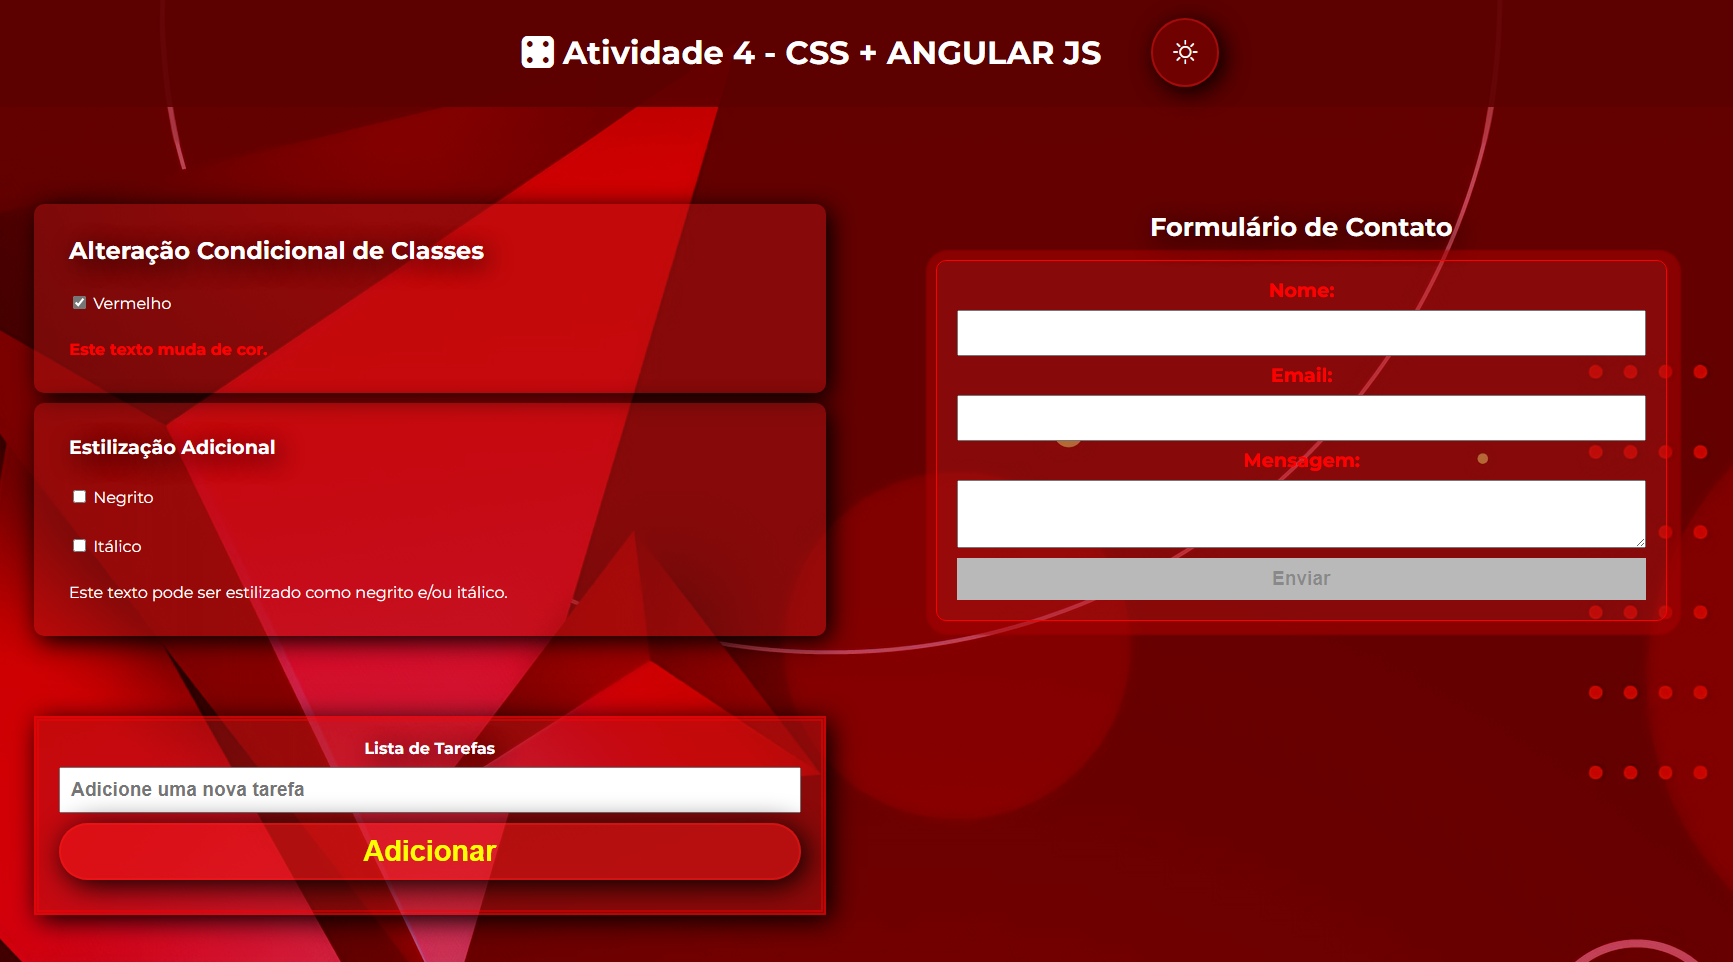 Atividade 4 - CSS + ANGULAR JS
Alteração Condicional de Classes
Vermelho
Este texto muda de cor.
Estilização Adicional
Negrito
Itálico
Este texto pode ser estilizado como negrito e/ou itálico.
Lista de Tarefas
Adicione uma nova tarefa
Adicionar
Formulário de Contato
Nome:
Email:
Mensagem:
Enviar